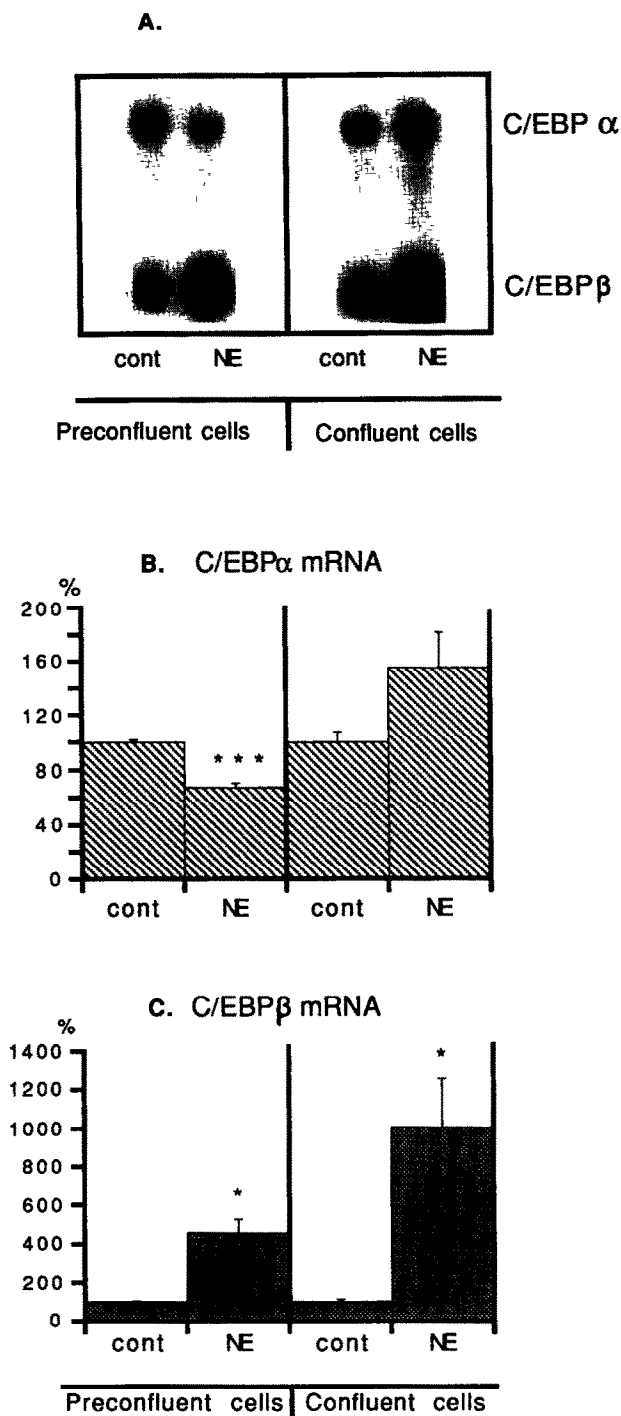 A.
C/EBP α
C/EBPβ
cont NE cont NE
Preconfluent cells Confluent cells
B. C/EBPα mRNA
%
200
160
120
80
40
0
* * *
cont NE cont NE
C. C/EBPβ mRNA
%
1400
1200
1000
800
600
400
200
0
*
*
cont NE cont NE
Preconfluent cells Confluent cells